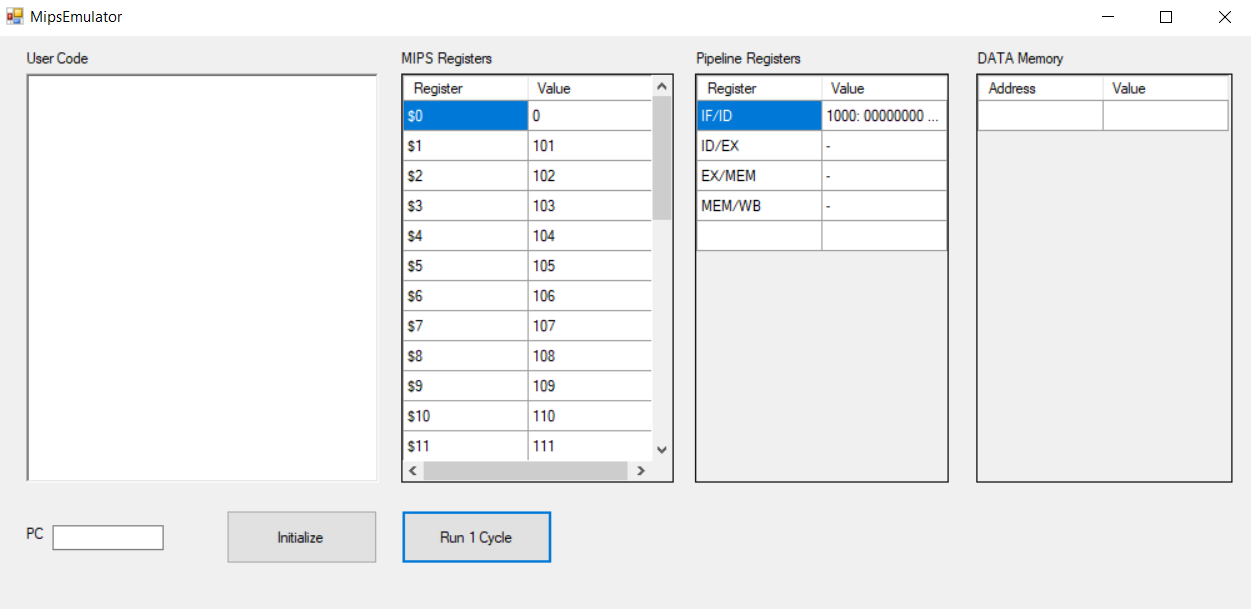 MipsEmulator
User Code
MIPS Registers
Pipeline Registers
DATA Memory
Register Value
$0 0
$1 101
$2 102
$3 103
$4 104
$5 105
$6 106
$7 107
$8 108
$9 109
$10 110
$11 111
Register Value
IF/ID 1000: 00000000 ...
ID/EX -
EX/MEM -
MEM/WB -
Address Value
PC
Initialize
Run 1 Cycle